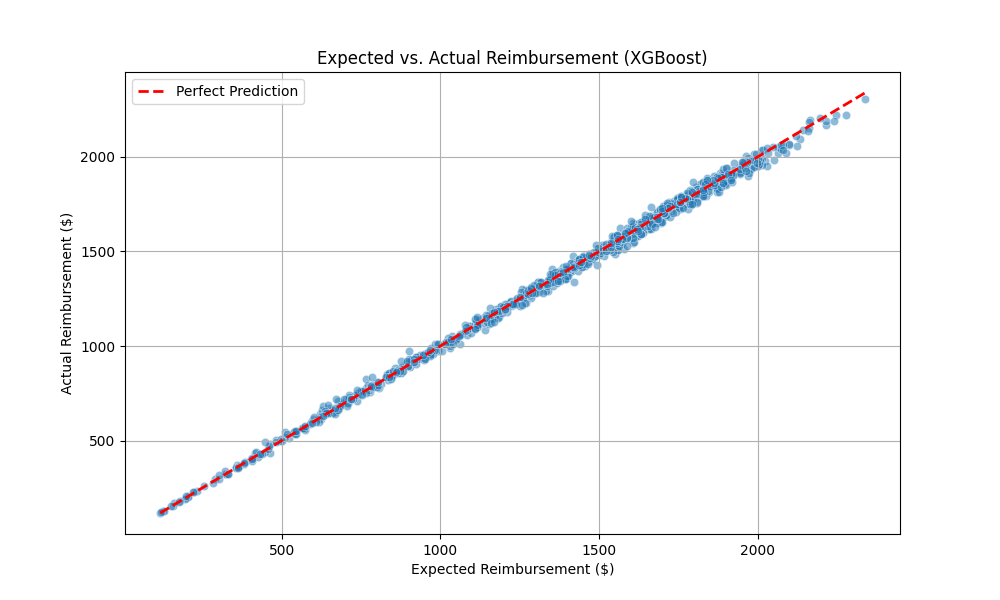 Expected vs. Actual Reimbursement (XGBoost)
Perfect Prediction
Actual Reimbursement ($)
2000
1500
1000
500
500 1000 1500 2000
Expected Reimbursement ($)